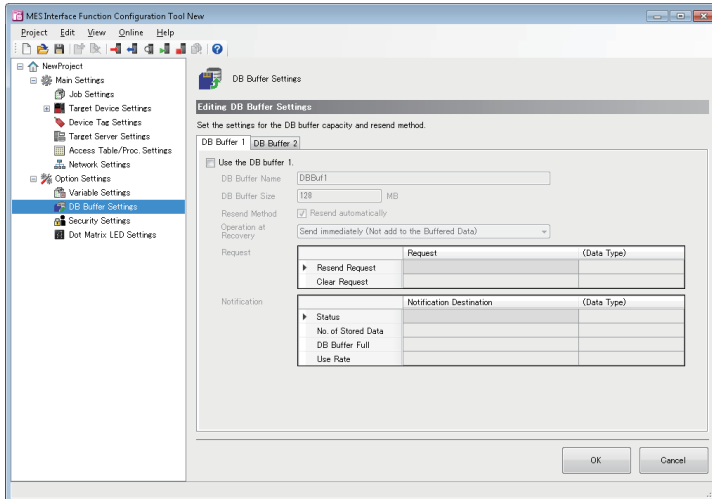 MES Interface Function Configuration Tool New
Project Edit View Online Help
NewProject
Main Settings
Job Settings
Target Device Settings
Device Tag Settings
Target Server Settings
Access Table/Proc. Settings
Network Settings
Option Settings
Variable Settings
DB Buffer Settings
Security Settings
Dot Matrix LED Settings
DB Buffer Settings
Editing DB Buffer Settings
Set the settings for the DB buffer capacity and resend method.
DB Buffer 1 DB Buffer 2
Use the DB buffer 1.
DB Buffer Name DBBuf1
DB Buffer Size 128 MB
Resend Method Resend automatically
Operation at
Recovery Send immediately (Not add to the Buffered Data)
Request Request (Data Type)
Resend Request
Clear Request
Notification Notification Destination (Data Type)
Status
No. of Stored Data
DB Buffer Full
Use Rate
OK Cancel